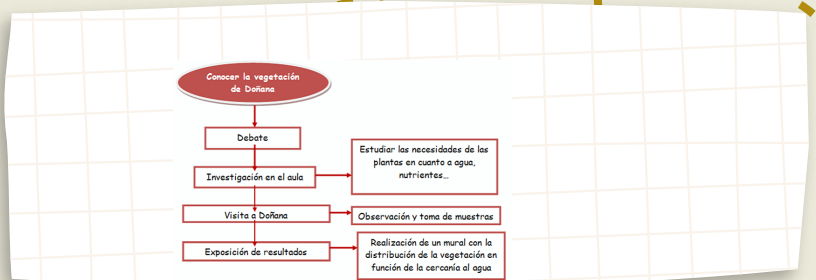 Conocer la vegetación
de Doñana
Debate
Estudiar las necesidades de las
plantas en cuanto a agua,
nutrientes...
Investigación en el aula
Visita a Doñana
Observación y toma de muestras
Exposición de resultados
Realización de un mural con la
distribución de la vegetación en
función de la cercanía al agua